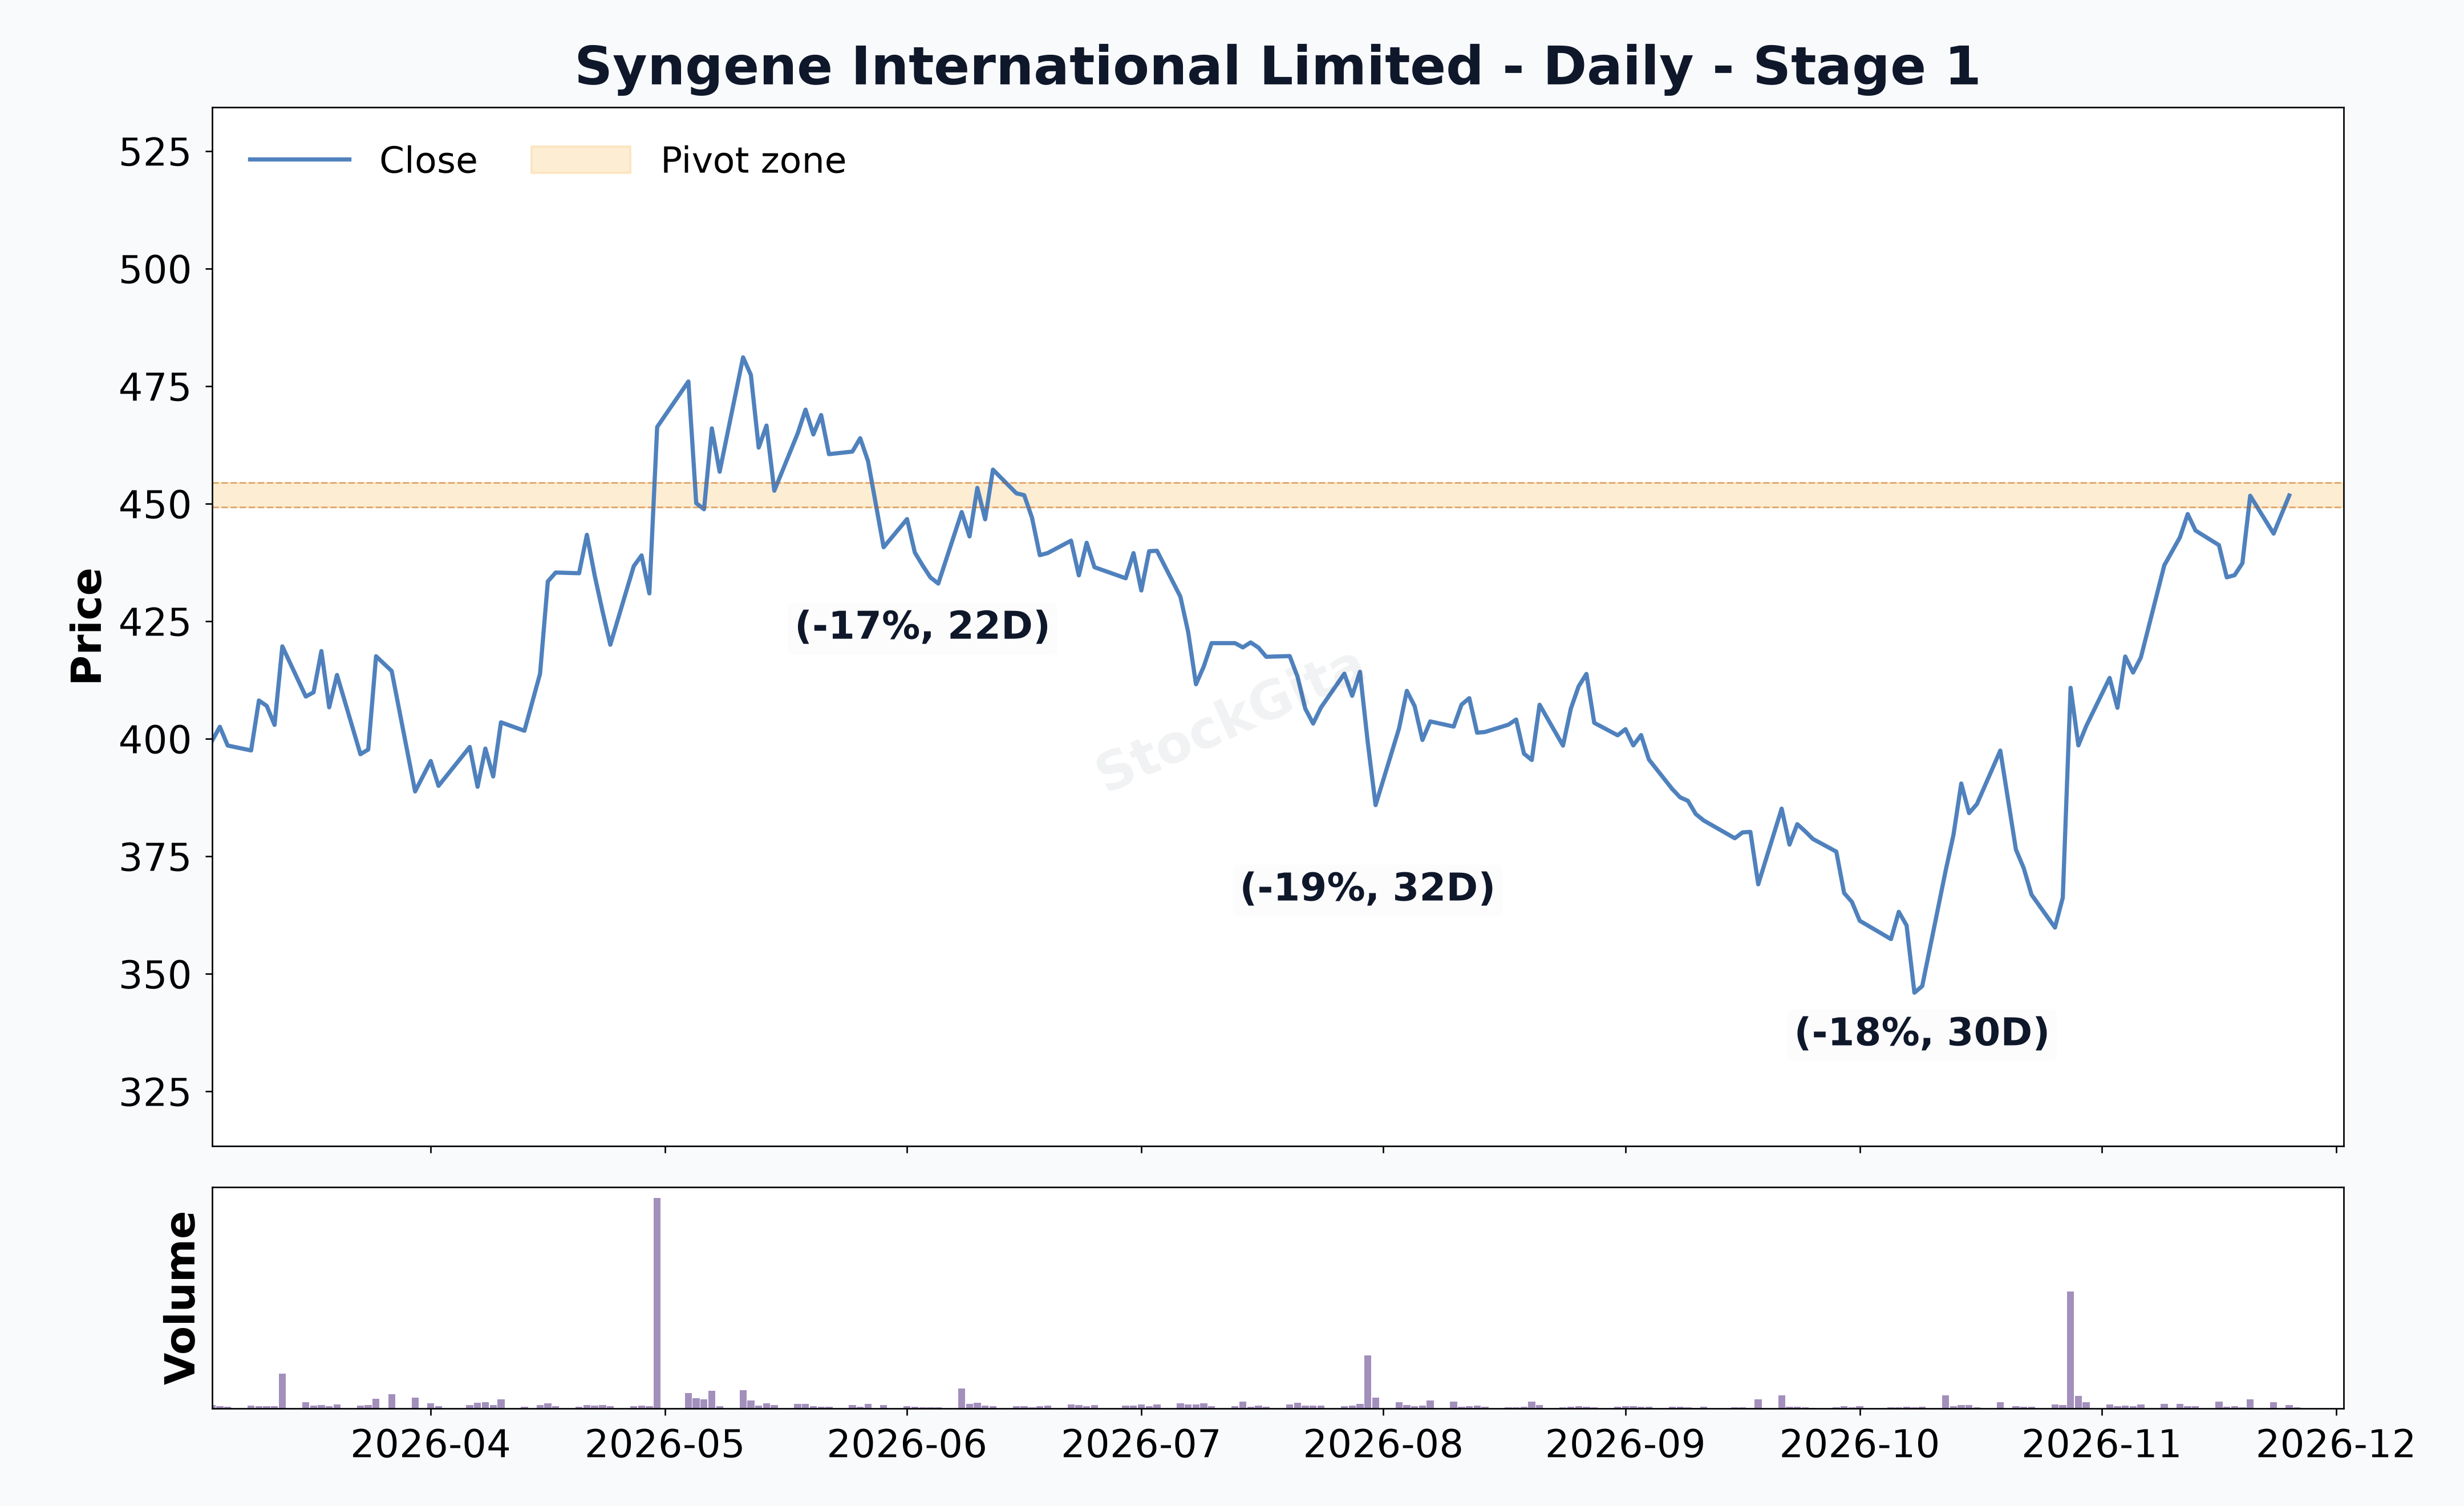 Syngene International Limited - Daily - Stage 1
Close
Pivot zone
525
500
475
450
425
400
375
350
325
Price
(-17%, 22D)
StockGita
(-19%, 32D)
(-18%, 30D)
Volume
2026-04
2026-05
2026-06
2026-07
2026-08
2026-09
2026-10
2026-11
2026-12